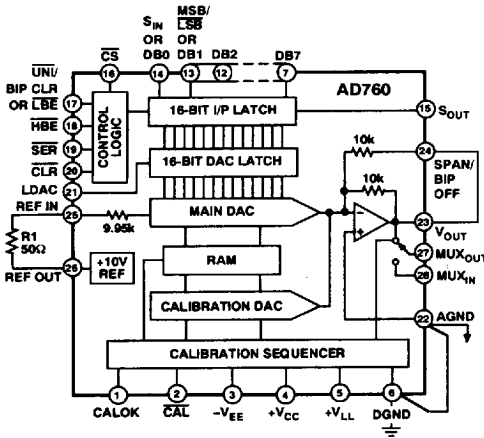 S_IN
OR
DB0
MSB/
LSB
OR
DB1
DB2
DB7
CS
16
14
13
12
7
AD760
UNI/
BIP CLR
OR LBE
17
HBE
18
SER
19
CLR
20
LDAC
21
CONTROL
LOGIC
16-BIT I/P LATCH
15
S_OUT
16-BIT DAC LATCH
10k
24
SPAN/
BIP
OFF
10k
REF IN
25
9.95k
MAIN DAC
23
V_OUT
R1
50Ω
27
MUX_OUT
RAM
REF OUT
26
+10V
REF
28
MUX_IN
CALIBRATION DAC
22
AGND
CALIBRATION SEQUENCER
1
2
3
4
5
6
CALOK
CAL
–V_EE
+V_CC
+V_LL
DGND